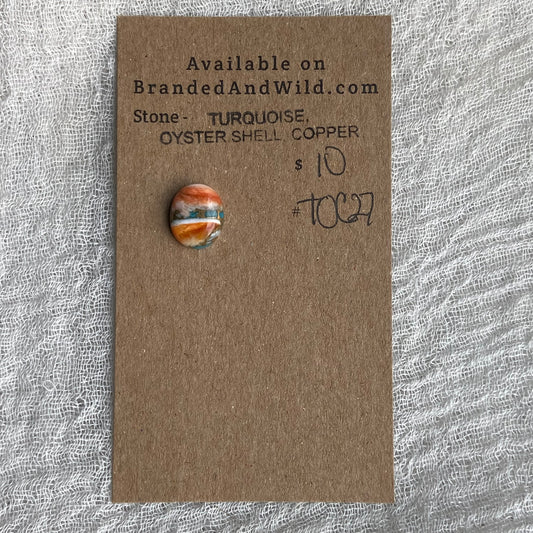 Available on
BrandedAndWild.com
Stone - TURQUOISE,
OYSTER SHELL, COPPER
$ 10
#TOC27